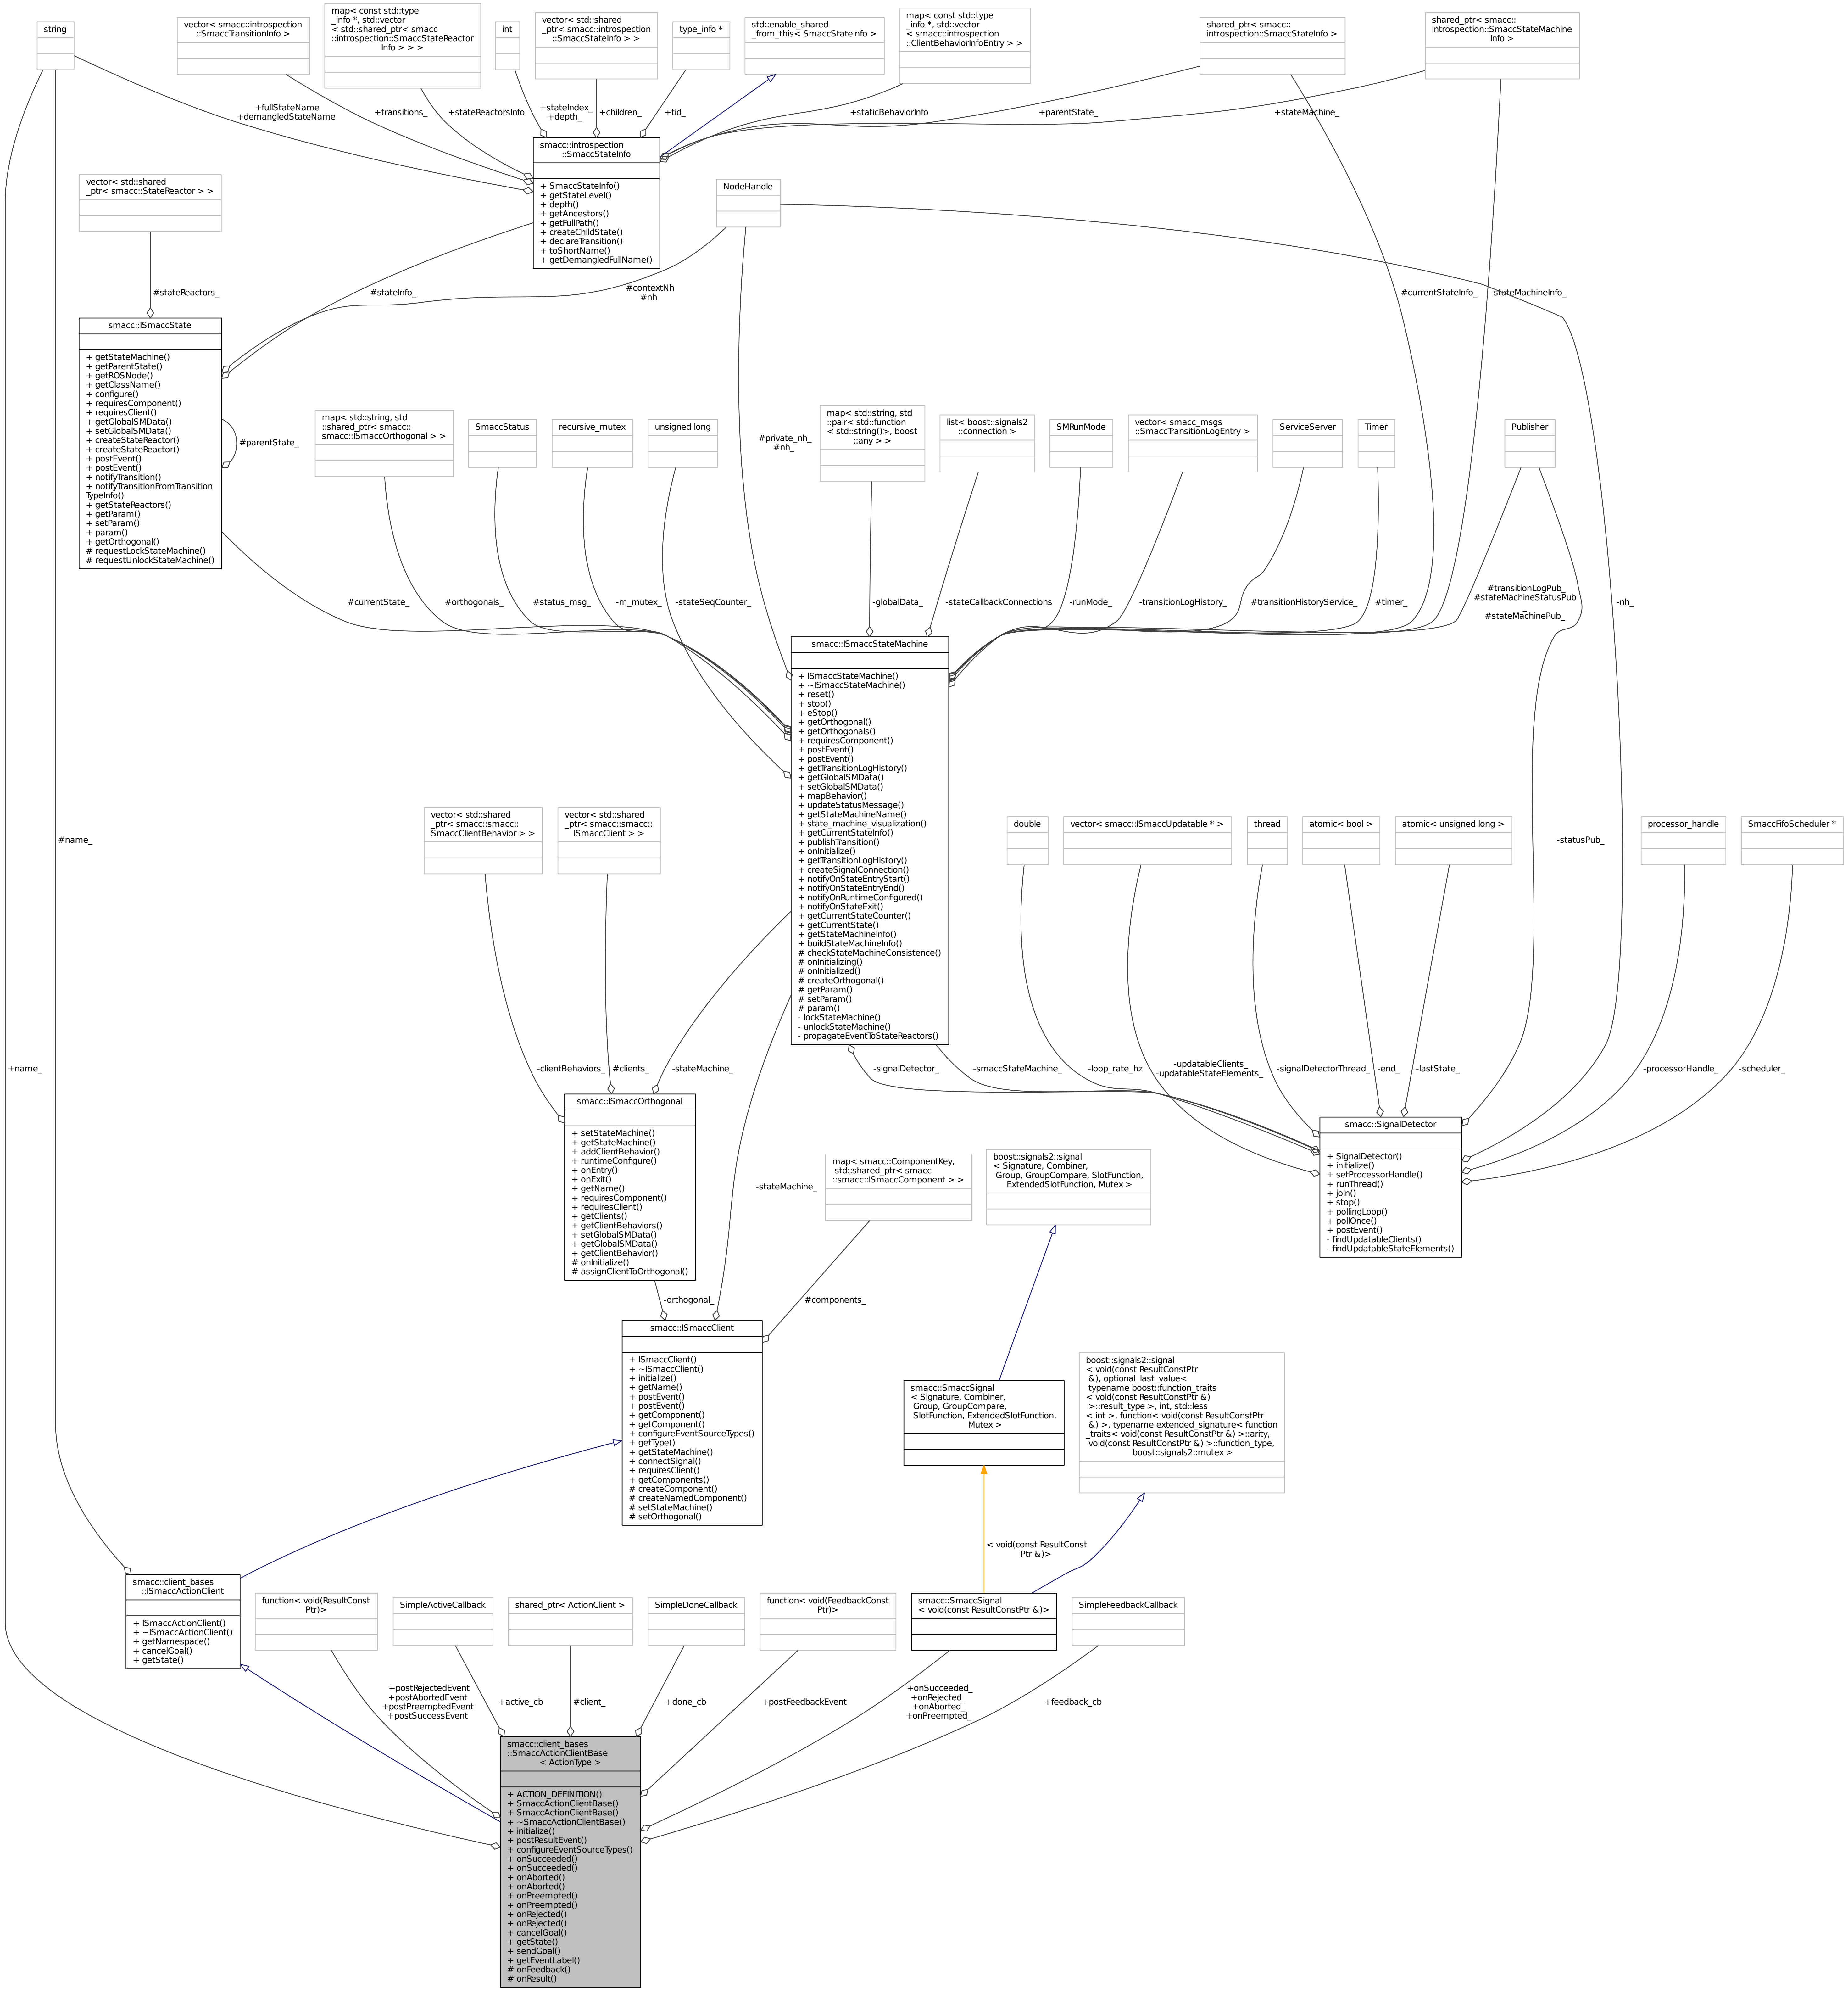 string
vector< smacc::introspection
::SmaccTransitionInfo >
map< const std::type
_info *, std::vector
< std::shared_ptr< smacc
::introspection::SmaccStateReactor
Info > > >
int
vector< std::shared
_ptr< smacc::introspection
::SmaccStateInfo > >
type_info *
std::enable_shared
_from_this< SmaccStateInfo >
map< const std::type
_info *, std::vector
< smacc::introspection
::ClientBehaviorInfoEntry > >
shared_ptr< smacc::
introspection::SmaccStateInfo >
shared_ptr< smacc::
introspection::SmaccStateMachine
Info >
+fullStateName
+demangledStateName
+transitions_
+stateReactorsInfo
+stateIndex_
+depth_
+children_
+tid_
+staticBehaviorInfo
+parentState_
+stateMachine_
smacc::introspection
::SmaccStateInfo
+ SmaccStateInfo()
+ getStateLevel()
+ depth()
+ getAncestors()
+ getFullPath()
+ createChildState()
+ declareTransition()
+ toShortName()
+ getDemangledFullName()
vector< std::shared
_ptr< smacc::StateReactor > >
NodeHandle
#stateReactors_
#stateInfo_
#contextNh
#nh
#currentStateInfo_
-stateMachineInfo_
smacc::ISmaccState
+ getStateMachine()
+ getParentState()
+ getROSNode()
+ getClassName()
+ configure()
+ requiresComponent()
+ requiresClient()
+ getGlobalSMData()
+ setGlobalSMData()
+ createStateReactor()
+ createStateReactor()
+ postEvent()
+ postEvent()
+ notifyTransition()
+ notifyTransitionFromTransition
TypeInfo()
+ getStateReactors()
+ getParam()
+ setParam()
+ param()
+ getOrthogonal()
# requestLockStateMachine()
# requestUnlockStateMachine()
#parentState_
map< std::string, std
::shared_ptr< smacc::
smacc::ISmaccOrthogonal > >
SmaccStatus
recursive_mutex
unsigned long
#private_nh_
#nh_
map< std::string, std
::pair< std::function
< std::string()>, boost
::any > >
list< boost::signals2
::connection >
SMRunMode
vector< smacc_msgs
::SmaccTransitionLogEntry >
ServiceServer
Timer
Publisher
#currentState_
#orthogonals_
#status_msg_
-m_mutex_
-stateSeqCounter_
-globalData_
-stateCallbackConnections
-runMode_
-transitionLogHistory_
#transitionHistoryService_
#timer_
#transitionLogPub_
#stateMachineStatusPub
_
#stateMachinePub_
-nh_
smacc::ISmaccStateMachine
+ ISmaccStateMachine()
+ ~ISmaccStateMachine()
+ reset()
+ stop()
+ eStop()
+ getOrthogonal()
+ getOrthogonals()
+ requiresComponent()
+ postEvent()
+ postEvent()
+ getTransitionLogHistory()
+ getGlobalSMData()
+ setGlobalSMData()
+ mapBehavior()
+ updateStatusMessage()
+ getStateMachineName()
+ state_machine_visualization()
+ getCurrentStateInfo()
+ publishTransition()
+ onInitialize()
+ getTransitionLogHistory()
+ createSignalConnection()
+ notifyOnStateEntryStart()
+ notifyOnStateEntryEnd()
+ notifyOnRuntimeConfigured()
+ notifyOnStateExit()
+ getCurrentStateCounter()
+ getCurrentState()
+ getStateMachineInfo()
+ buildStateMachineInfo()
# checkStateMachineConsistence()
# onInitializing()
# onInitialized()
# createOrthogonal()
# getParam()
# setParam()
# param()
- lockStateMachine()
- unlockStateMachine()
- propagateEventToStateReactors()
#name_
vector< std::shared
_ptr< smacc::smacc::
SmaccClientBehavior > >
vector< std::shared
_ptr< smacc::smacc::
ISmaccClient > >
double
vector< smacc::ISmaccUpdatable * >
thread
atomic< bool >
atomic< unsigned long >
-statusPub_
processor_handle
SmaccFifoScheduler *
+name_
-clientBehaviors_
#clients_
-stateMachine_
-signalDetector_
-smaccStateMachine_
-loop_rate_hz
-updatableClients_
-updatableStateElements_
-signalDetectorThread_
-end_
-lastState_
-processorHandle_
-scheduler_
smacc::ISmaccOrthogonal
+ setStateMachine()
+ getStateMachine()
+ addClientBehavior()
+ runtimeConfigure()
+ onEntry()
+ onExit()
+ getName()
+ requiresComponent()
+ requiresClient()
+ getClients()
+ getClientBehaviors()
+ setGlobalSMData()
+ getGlobalSMData()
+ getClientBehavior()
# onInitialize()
# assignClientToOrthogonal()
smacc::SignalDetector
+ SignalDetector()
+ initialize()
+ setProcessorHandle()
+ runThread()
+ join()
+ stop()
+ pollingLoop()
+ pollOnce()
+ postEvent()
- findUpdatableClients()
- findUpdatableStateElements()
-stateMachine_
map< smacc::ComponentKey,
std::shared_ptr< smacc
::smacc::ISmaccComponent > >
boost::signals2::signal
< Signature, Combiner,
Group, GroupCompare, SlotFunction,
ExtendedSlotFunction, Mutex >
-orthogonal_
#components_
smacc::ISmaccClient
+ ISmaccClient()
+ ~ISmaccClient()
+ initialize()
+ getName()
+ postEvent()
+ postEvent()
+ getComponent()
+ getComponent()
+ configureEventSourceTypes()
+ getType()
+ getStateMachine()
+ connectSignal()
+ requiresClient()
+ getComponents()
# createComponent()
# createNamedComponent()
# setStateMachine()
# setOrthogonal()
smacc::SmaccSignal
< Signature, Combiner,
Group, GroupCompare,
SlotFunction, ExtendedSlotFunction,
Mutex >
boost::signals2::signal
< void(const ResultConstPtr
&), optional_last_value<
typename boost::function_traits
< void(const ResultConstPtr &)
>::result_type >, int, std::less
< int >, function< void(const ResultConstPtr
&) >, typename extended_signature< function
_traits< void(const ResultConstPtr &) >::arity,
void(const ResultConstPtr &) >::function_type,
boost::signals2::mutex >
< void(const ResultConst
Ptr &)>
smacc::client_bases
::ISmaccActionClient
+ ISmaccActionClient()
+ ~ISmaccActionClient()
+ getNamespace()
+ cancelGoal()
+ getState()
function< void(ResultConst
Ptr)>
SimpleActiveCallback
shared_ptr< ActionClient >
SimpleDoneCallback
function< void(FeedbackConst
Ptr)>
smacc::SmaccSignal
< void(const ResultConstPtr &)>
SimpleFeedbackCallback
+postRejectedEvent
+postAbortedEvent
+postPreemptedEvent
+postSuccessEvent
+active_cb
#client_
+done_cb
+postFeedbackEvent
+onSucceeded_
+onRejected_
+onAborted_
+onPreempted_
+feedback_cb
smacc::client_bases
::SmaccActionClientBase
< ActionType >
+ ACTION_DEFINITION()
+ SmaccActionClientBase()
+ SmaccActionClientBase()
+ ~SmaccActionClientBase()
+ initialize()
+ postResultEvent()
+ configureEventSourceTypes()
+ onSucceeded()
+ onSucceeded()
+ onAborted()
+ onAborted()
+ onPreempted()
+ onPreempted()
+ onRejected()
+ onRejected()
+ cancelGoal()
+ getState()
+ sendGoal()
+ getEventLabel()
# onFeedback()
# onResult()